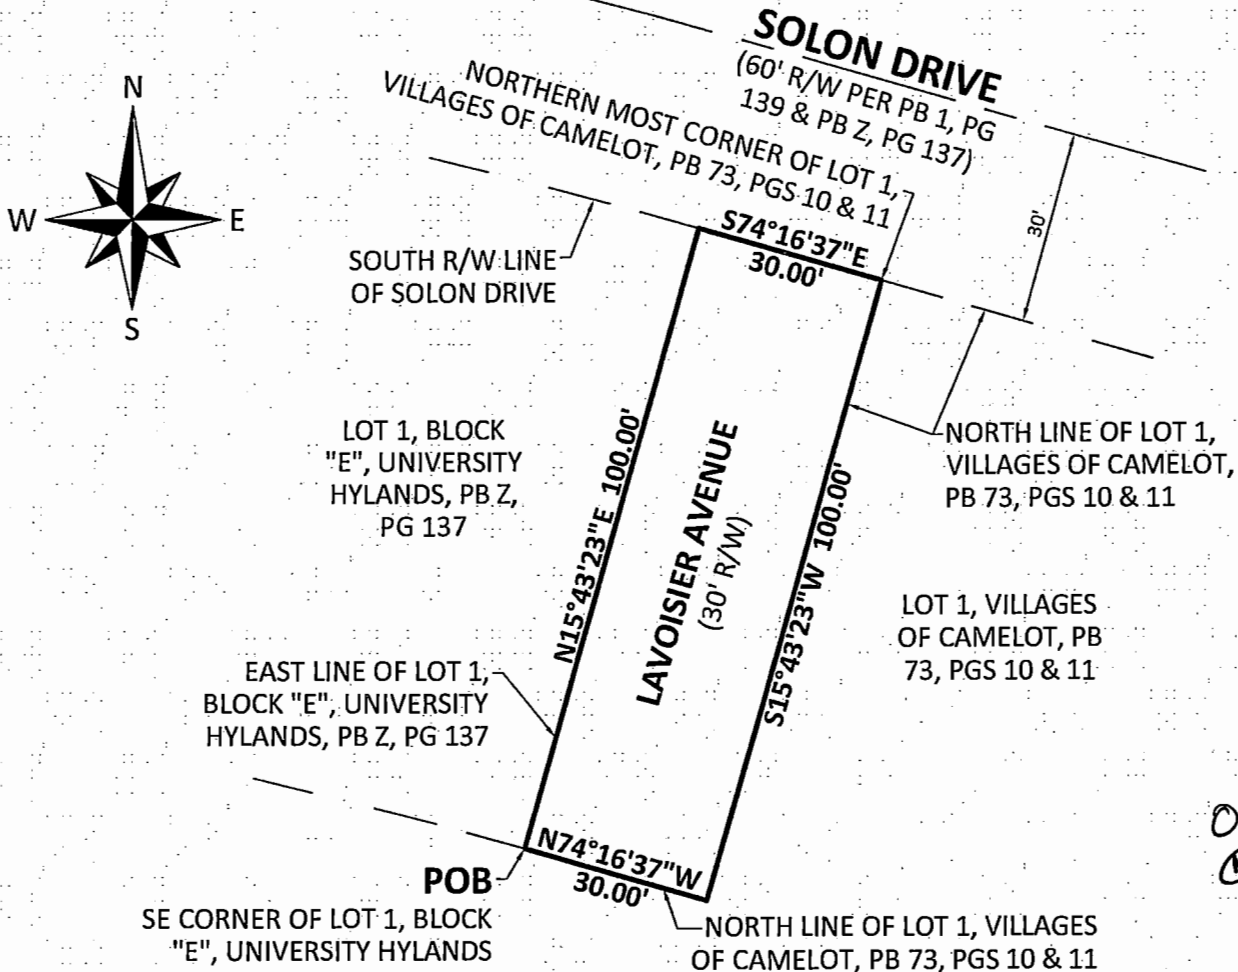 SOLON DRIVE
(60' R/W PER PB 1, PG
139 & PB Z, PG 137)
NORTHERN MOST CORNER OF LOT 1,
VILLAGES OF CAMELOT, PB 73, PGS 10 & 11
N
W
E
S
30'
S74°16'37"E
30.00'
SOUTH R/W LINE
OF SOLON DRIVE
LOT 1, BLOCK
"E", UNIVERSITY
HYLANDS, PB Z,
PG 137
N15°43'23"E 100.00'
LAVOISIER AVENUE
(30' R/W)
S15°43'23"W 100.00'
NORTH LINE OF LOT 1,
VILLAGES OF CAMELOT,
PB 73, PGS 10 & 11
LOT 1, VILLAGES
OF CAMELOT, PB
73, PGS 10 & 11
EAST LINE OF LOT 1,
BLOCK "E", UNIVERSITY
HYLANDS, PB Z, PG 137
N74°16'37"W
30.00'
POB
SE CORNER OF LOT 1, BLOCK
"E", UNIVERSITY HYLANDS
NORTH LINE OF LOT 1, VILLAGES
OF CAMELOT, PB 73, PGS 10 & 11